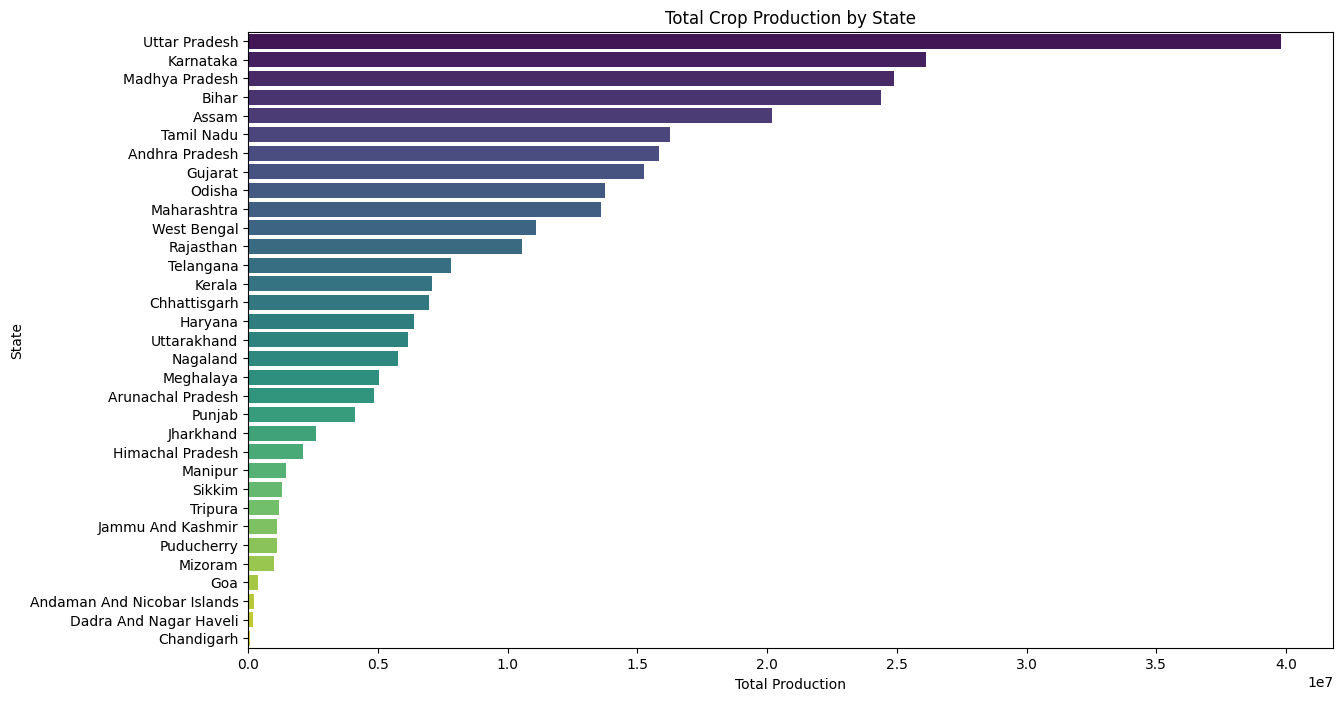 Total Crop Production by State
Uttar Pradesh
Karnataka
Madhya Pradesh
Bihar
Assam
Tamil Nadu
Andhra Pradesh
Gujarat
Odisha
Maharashtra
West Bengal
Rajasthan
Telangana
Kerala
Chhattisgarh
Haryana
Uttarakhand
Nagaland
Meghalaya
Arunachal Pradesh
Punjab
Jharkhand
Himachal Pradesh
Manipur
Sikkim
Tripura
Jammu And Kashmir
Puducherry
Mizoram
Goa
Andaman And Nicobar Islands
Dadra And Nagar Haveli
Chandigarh
State
0.0 0.5 1.0 1.5 2.0 2.5 3.0 3.5 4.0
1e7
Total Production